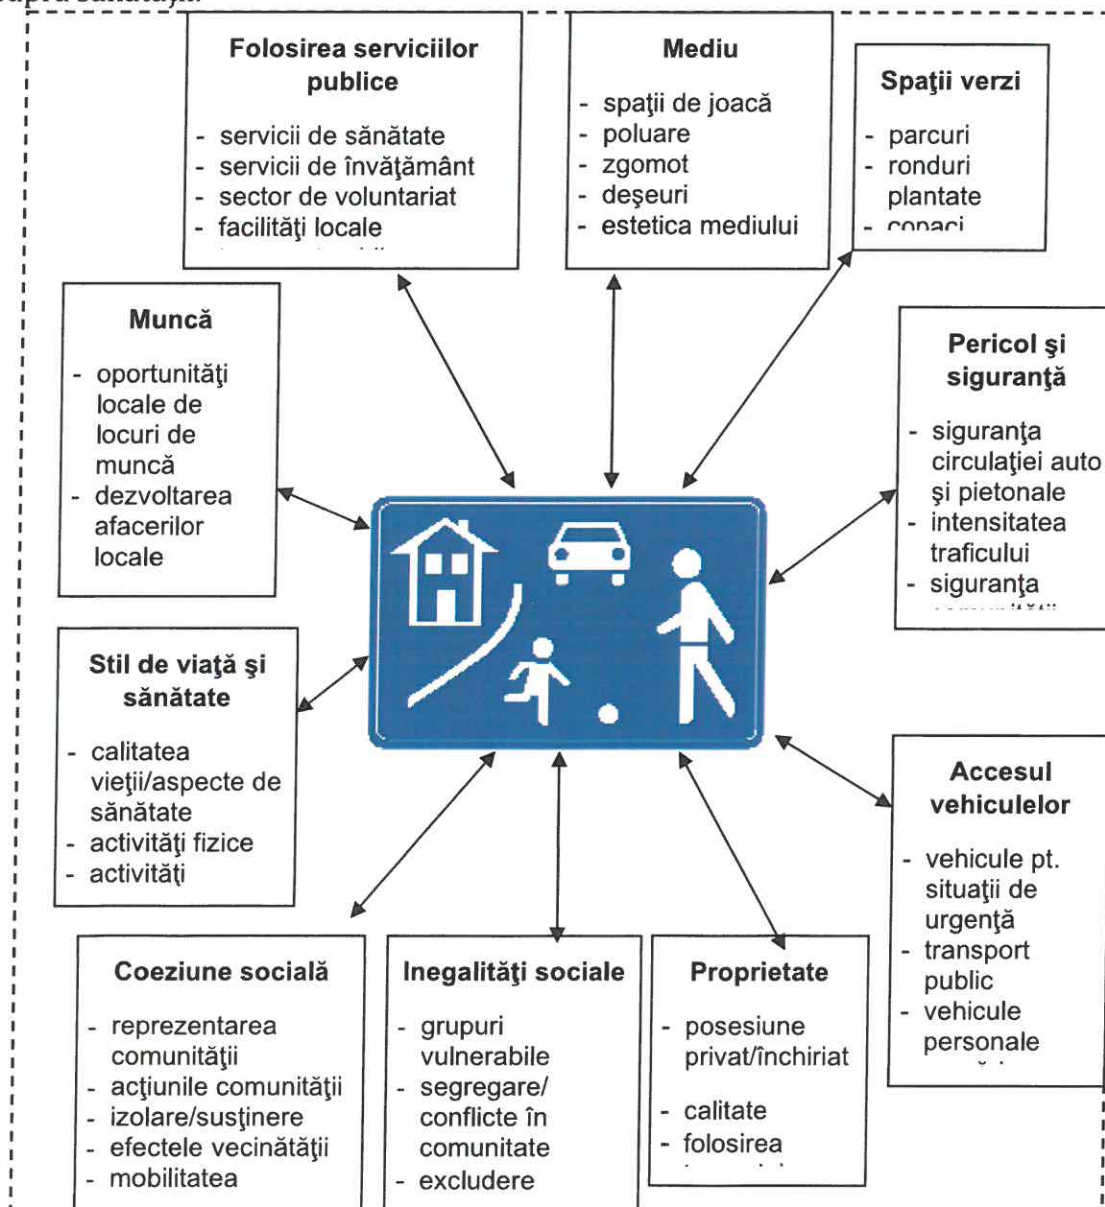 Folosirea serviciilor
publice
- servicii de sănătate
- servicii de învăţământ
- sector de voluntariat
- facilităţi locale
Mediu
- spaţii de joacă
- poluare
- zgomot
- deşeuri
- estetica mediului
Spaţii verzi
- parcuri
- ronduri
plantate
- copaci
Muncă
- oportunităţi
locale de
locuri de
muncă
- dezvoltarea
afacerilor
locale
Pericol şi
siguranţă
- siguranţa
circulaţiei auto
şi pietonale
- intensitatea
traficului
- siguranţa
Stil de viaţă şi
sănătate
- calitatea
vieţii/aspecte de
sănătate
- activităţi fizice
- activităţi
Accesul
vehiculelor
- vehicule pt.
situaţii de
urgenţă
- transport
public
- vehicule
personale
Coeziune socială
- reprezentarea
comunităţii
- acţiunile comunităţii
- izolare/susţinere
- efectele vecinătăţii
- mobilitatea
Inegalităţi sociale
- grupuri
vulnerabile
- segregare/
conflicte în
comunitate
- excludere
Proprietate
- posesiune
privat/închiriat
- calitate
- folosirea